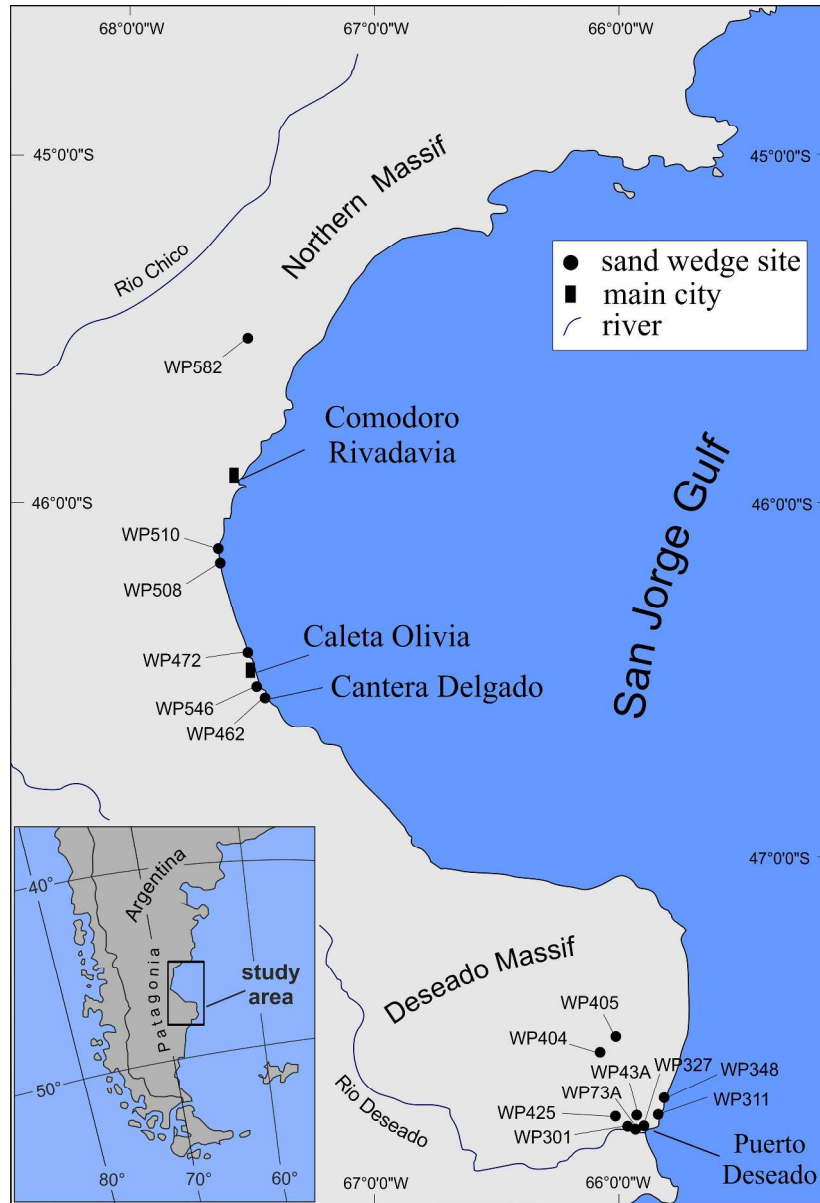 68°0'0"W
67°0'0"W
66°0'0"W
45°0'0"S
45°0'0"S
Northern Massif
Rio Chico
sand wedge site
main city
river
WP582
Comodoro
Rivadavia
San Jorge Gulf
46°0'0"S
46°0'0"S
WP510
WP508
WP472
Caleta Olivia
WP546
Cantera Delgado
WP462
47°0'0"S
40°
Argentina
Patagonia
study
area
50°
80°
70°
60°
Deseado Massif
WP405
WP404
WP43A
WP327
WP348
WP73A
WP311
WP425
WP301
Rio Deseado
Puerto
Deseado
67°0'0"W
66°0'0"W